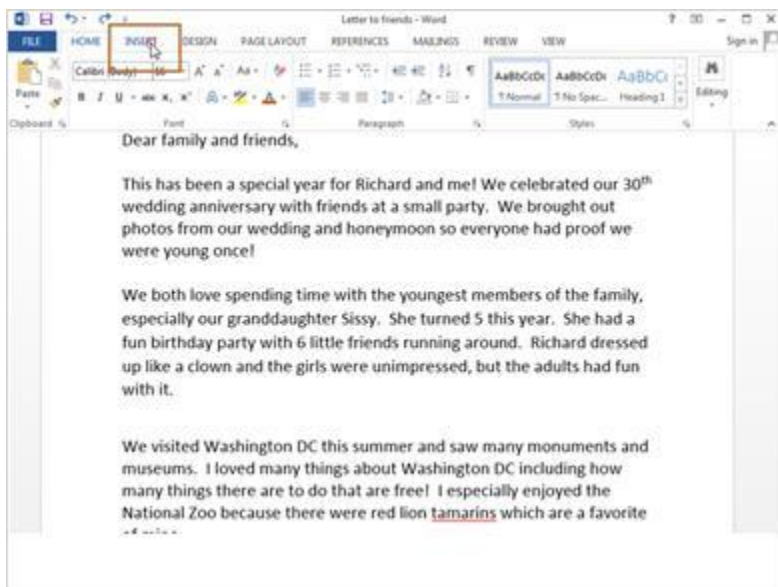 Letter to friends - Word
FILE HOME INSERT DESIGN PAGE LAYOUT REFERENCES MAILINGS REVIEW VIEW Sign in
Calibri (Body) 16
Paste
AaBbCcDc AaBbCcDc AaBbCc
¶ Normal ¶ No Spac... Heading 1
Editing
Clipboard Font Paragraph Styles
Dear family and friends,
This has been a special year for Richard and me! We celebrated our 30th
wedding anniversary with friends at a small party. We brought out
photos from our wedding and honeymoon so everyone had proof we
were young once!
We both love spending time with the youngest members of the family,
especially our granddaughter Sissy. She turned 5 this year. She had a
fun birthday party with 6 little friends running around. Richard dressed
up like a clown and the girls were unimpressed, but the adults had fun
with it.
We visited Washington DC this summer and saw many monuments and
museums. I loved many things about Washington DC including how
many things there are to do that are free! I especially enjoyed the
National Zoo because there were red lion tamarins which are a favorite